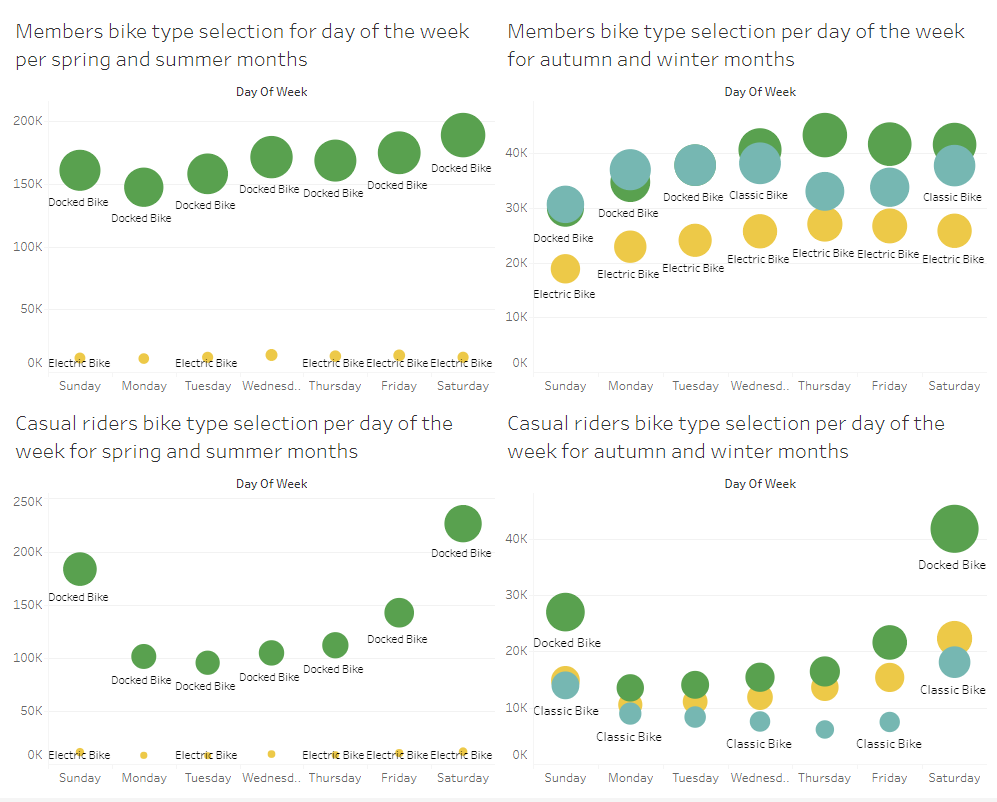 Members bike type selection for day of the week
per spring and summer months
Day Of Week
200K
150K
100K
50K
0K
Docked Bike
Docked Bike
Docked Bike
Docked Bike
Docked Bike
Docked Bike
Docked Bike
Electric Bike
Electric Bike
Electric Bike
Electric Bike
Electric Bike
Sunday Monday Tuesday Wednesd.. Thursday Friday Saturday
Members bike type selection per day of the week
for autumn and winter months
Day Of Week
40K
30K
20K
10K
0K
Docked Bike
Docked Bike
Docked Bike
Classic Bike
Classic Bike
Electric Bike
Electric Bike
Electric Bike
Electric Bike
Electric Bike
Electric Bike
Electric Bike
Sunday Monday Tuesday Wednesd.. Thursday Friday Saturday
Casual riders bike type selection per day of the
week for spring and summer months
Day Of Week
250K
200K
150K
100K
50K
0K
Docked Bike
Docked Bike
Docked Bike
Docked Bike
Docked Bike
Docked Bike
Docked Bike
Electric Bike
Electric Bike
Electric Bike
Electric Bike
Electric Bike
Sunday Monday Tuesday Wednesd.. Thursday Friday Saturday
Casual riders bike type selection per day of the
week for autumn and winter months
Day Of Week
40K
30K
20K
10K
0K
Docked Bike
Docked Bike
Classic Bike
Classic Bike
Classic Bike
Classic Bike
Classic Bike
Sunday Monday Tuesday Wednesd.. Thursday Friday Saturday